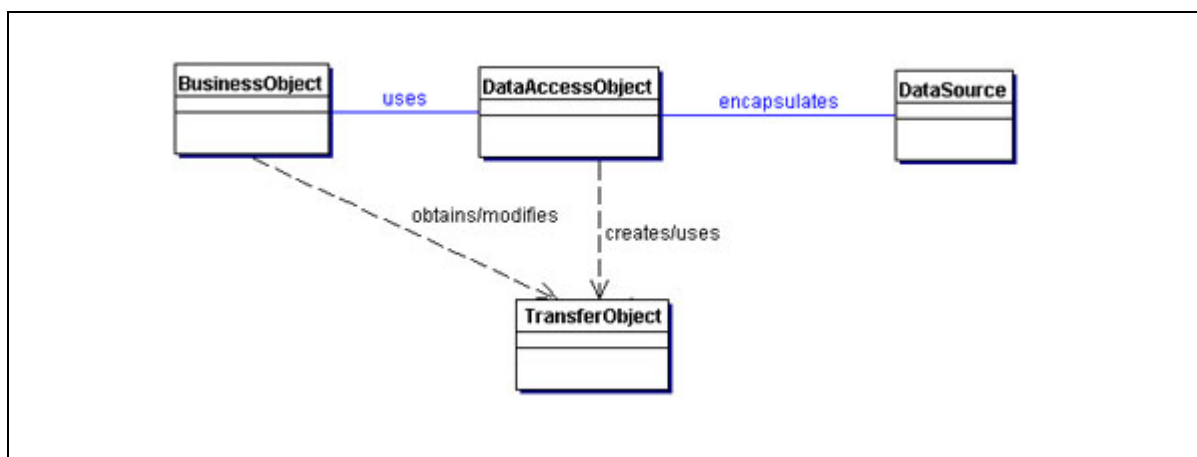 BusinessObject
uses
DataAccessObject
encapsulates
DataSource
obtains/modifies
creates/uses
TransferObject